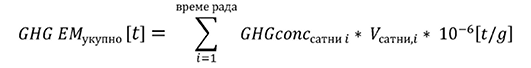 време рада
GHG EMукупно [t] = ∑ GHGconcсатни i * Vсатни,i * 10−6[t/g]
i=1